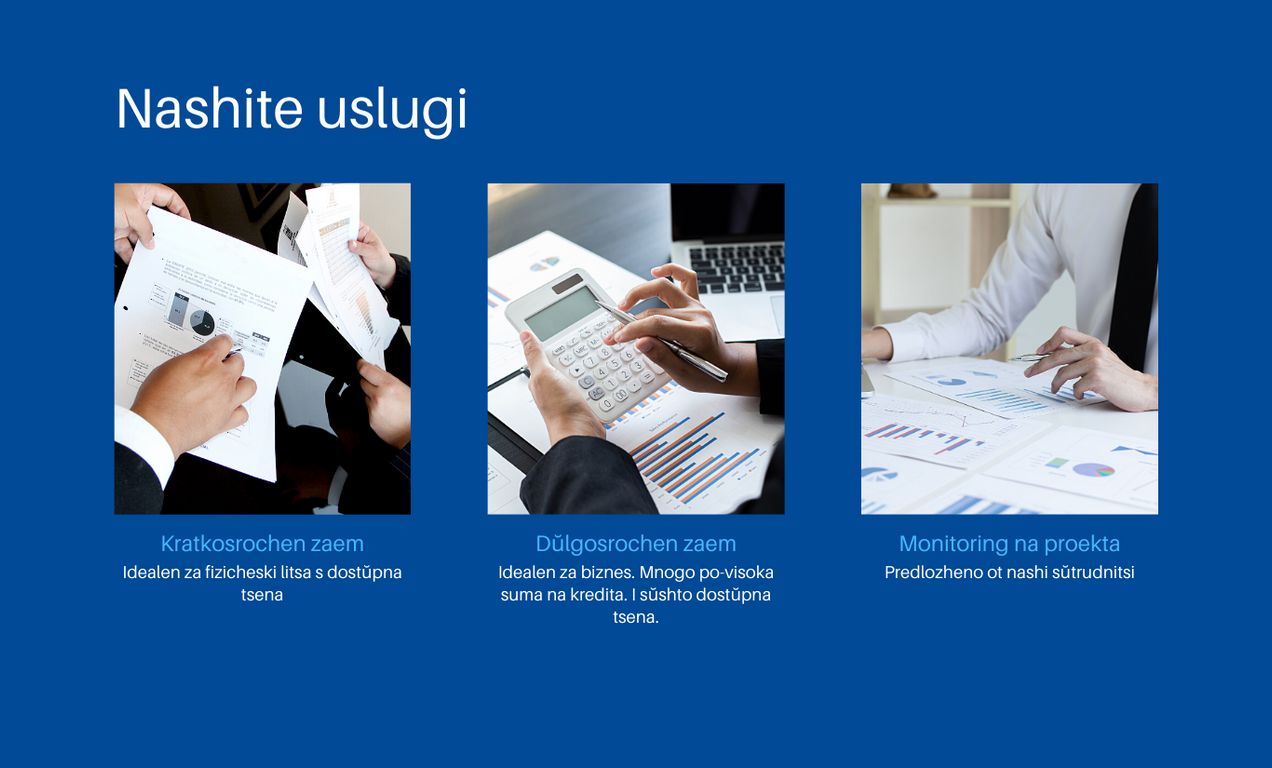 Nashite uslugi
Kratkosrochen zaem
Idealen za fizicheski litsa s dostŭpna
tsena
Dŭlgosrochen zaem
Idealen za biznes. Mnogo po-visoka
suma na kredita. I sŭshto dostŭpna
tsena.
Monitoring na proekta
Predlozheno ot nashi sŭtrudnitsi